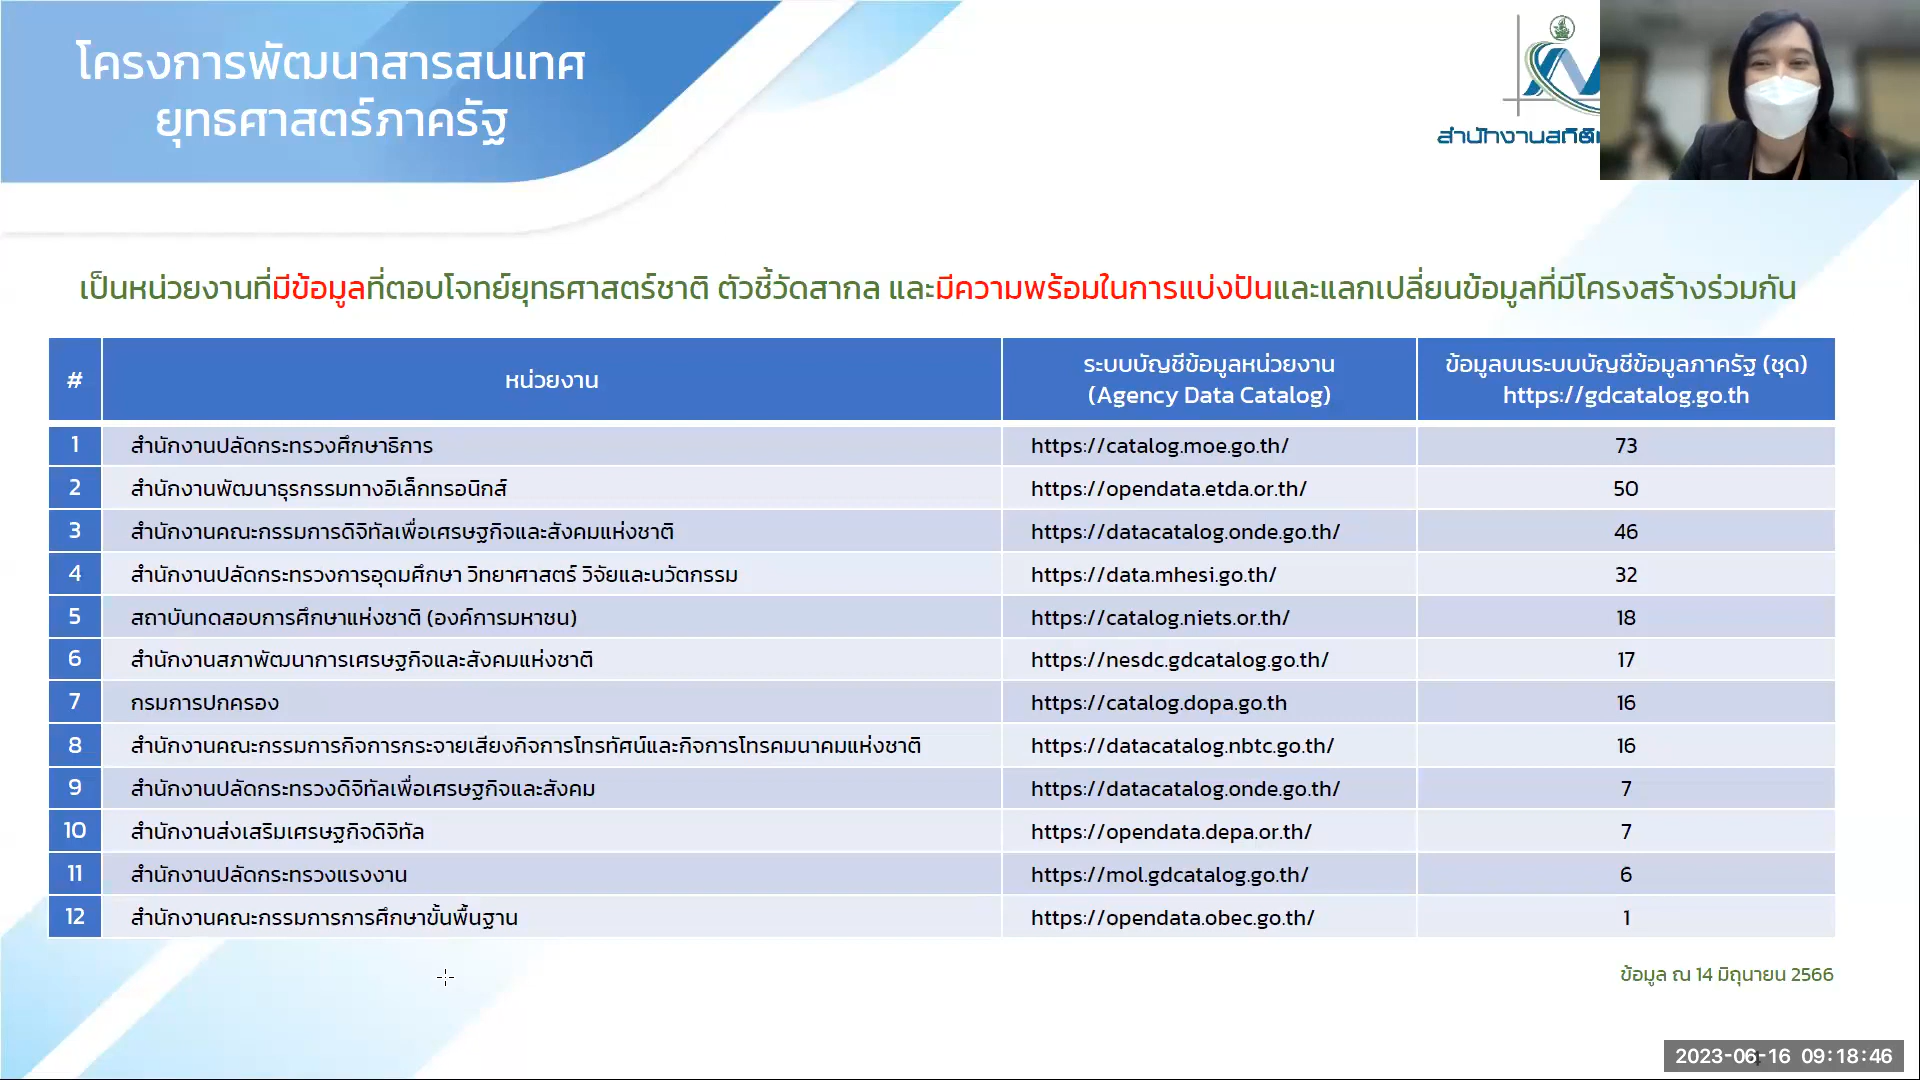 โครงการพัฒนาสารสนเทศ
ยุทธศาสตร์ภาครัฐ
เป็นหน่วยงานที่มีข้อมูลที่ตอบโจทย์ยุทธศาสตร์ชาติ ตัวชี้วัดสากล และมีความพร้อมในการแบ่งปันและแลกเปลี่ยนข้อมูลที่มีโครงสร้างร่วมกัน
# หน่วยงาน ระบบบัญชีข้อมูลหน่วยงาน (Agency Data Catalog) ข้อมูลบนระบบบัญชีข้อมูลภาครัฐ (ชุด) https://gdcatalog.go.th
1 สำนักงานปลัดกระทรวงศึกษาธิการ https://catalog.moe.go.th/ 73
2 สำนักงานพัฒนาธุรกรรมทางอิเล็กทรอนิกส์ https://opendata.etda.or.th/ 50
3 สำนักงานคณะกรรมการดิจิทัลเพื่อเศรษฐกิจและสังคมแห่งชาติ https://datacatalog.onde.go.th/ 46
4 สำนักงานปลัดกระทรวงการอุดมศึกษา วิทยาศาสตร์ วิจัยและนวัตกรรม https://data.mhesi.go.th/ 32
5 สถาบันทดสอบการศึกษาแห่งชาติ (องค์การมหาชน) https://catalog.niets.or.th/ 18
6 สำนักงานสภาพัฒนาการเศรษฐกิจและสังคมแห่งชาติ https://nesdc.gdcatalog.go.th/ 17
7 กรมการปกครอง https://catalog.dopa.go.th 16
8 สำนักงานคณะกรรมการกิจการกระจายเสียงกิจการโทรทัศน์และกิจการโทรคมนาคมแห่งชาติ https://datacatalog.nbtc.go.th/ 16
9 สำนักงานปลัดกระทรวงดิจิทัลเพื่อเศรษฐกิจและสังคม https://datacatalog.onde.go.th/ 7
10 สำนักงานส่งเสริมเศรษฐกิจดิจิทัล https://opendata.depa.or.th/ 7
11 สำนักงานปลัดกระทรวงแรงงาน https://mol.gdcatalog.go.th/ 6
12 สำนักงานคณะกรรมการการศึกษาขั้นพื้นฐาน https://opendata.obec.go.th/ 1
ข้อมูล ณ 14 มิถุนายน 2566
2023-06-16 09:18:46